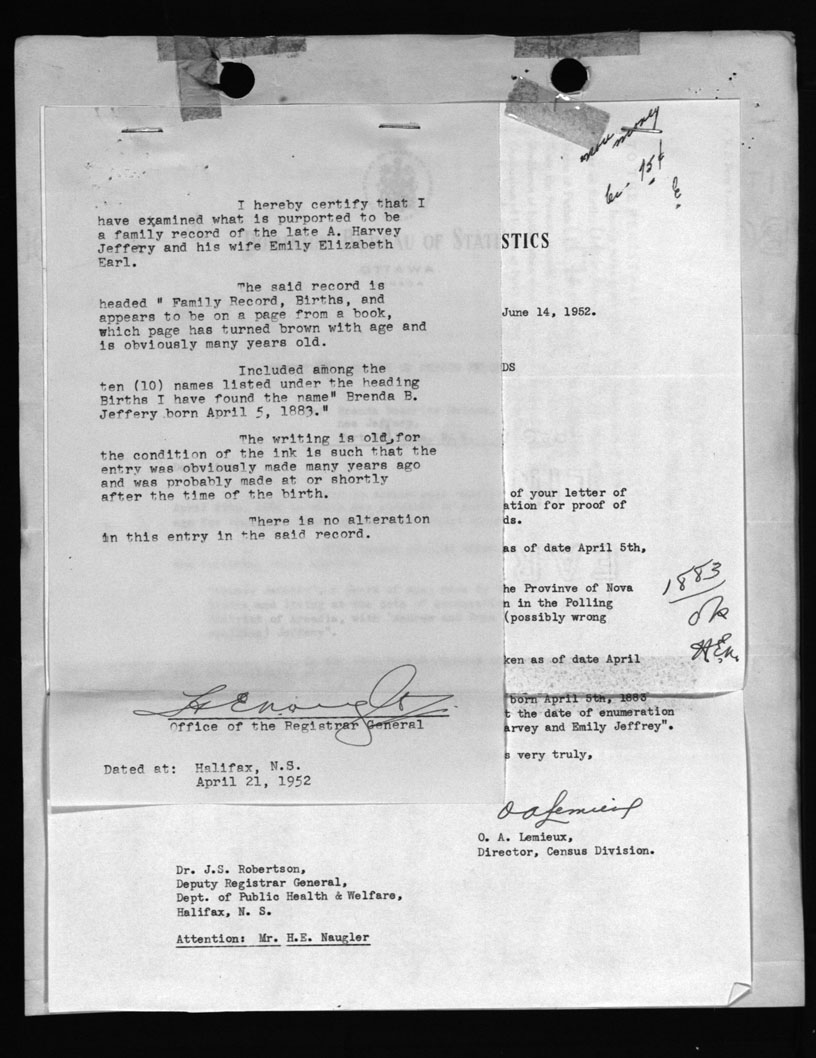 I hereby certify that I
have examined what is purported to be
a family record of the late A. Harvey
Jeffery and his wife Emily Elizabeth
Earl.
The said record is
headed " Family Record, Births, and
appears to be on a page from a book,
which page has turned brown with age and
is obviously many years old.
Included among the
ten (10) names listed under the heading
Births I have found the name" Brenda B.
Jeffery born April 5, 1883."
The writing is old, for
the condition of the ink is such that the
entry was obviously made many years ago
and was probably made at or shortly
after the time of the birth.
There is no alteration
in this entry in the said record.
Office of the Registrar General
Dated at: Halifax, N.S.
April 21, 1952
money
75¢
E
BUREAU OF STATISTICS
OTTAWA
June 14, 1952.
DS
of your letter of
ation for proof of
ds.
as of date April 5th,
he Provinve of Nova
n in the Polling
(possibly wrong
1883
ok
H.E.N.
ken as of date April
born April 5th, 1883
t the date of enumeration
arvey and Emily Jeffrey".
s very truly,
O A Lemieux
O. A. Lemieux,
Director, Census Division.
Dr. J.S. Robertson,
Deputy Registrar General,
Dept. of Public Health & Welfare,
Halifax, N. S.
Attention: Mr. H.E. Naugler